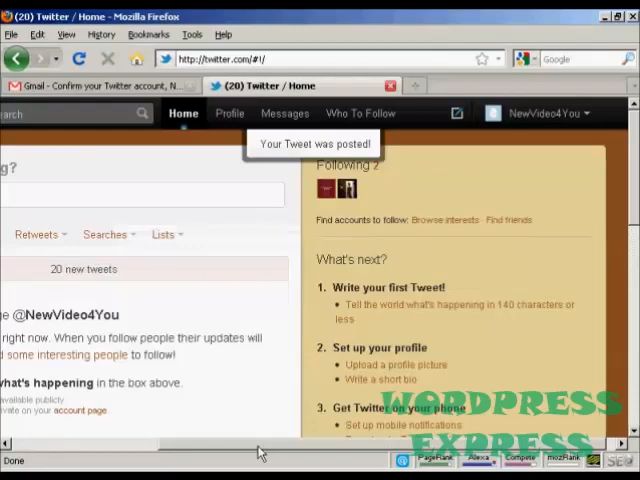 (20) Twitter / Home - Mozilla Firefox
File Edit View History Bookmarks Tools Help
http://twitter.com/#!/
Google
Gmail - Confirm your Twitter account, N...
(20) Twitter / Home
earch
Home Profile Messages Who To Follow
NewVideo4You
Your Tweet was posted!
g?
Following 2
Find accounts to follow: Browse interests · Find friends
Retweets Searches Lists
20 new tweets
What's next?
1. Write your first Tweet!
Tell the world what's happening in 140 characters or
less
e @NewVideo4You
right now. When you follow people their updates will
d some interesting people to follow!
what's happening in the box above.
available publicly.
ivate on your account page.
2. Set up your profile
Upload a profile picture
Write a short bio
3. Get Twitter on your phone
Set up mobile notifications
WORDPRESS
EXPRESS
Done
PageRank Alexa Compete mozRank